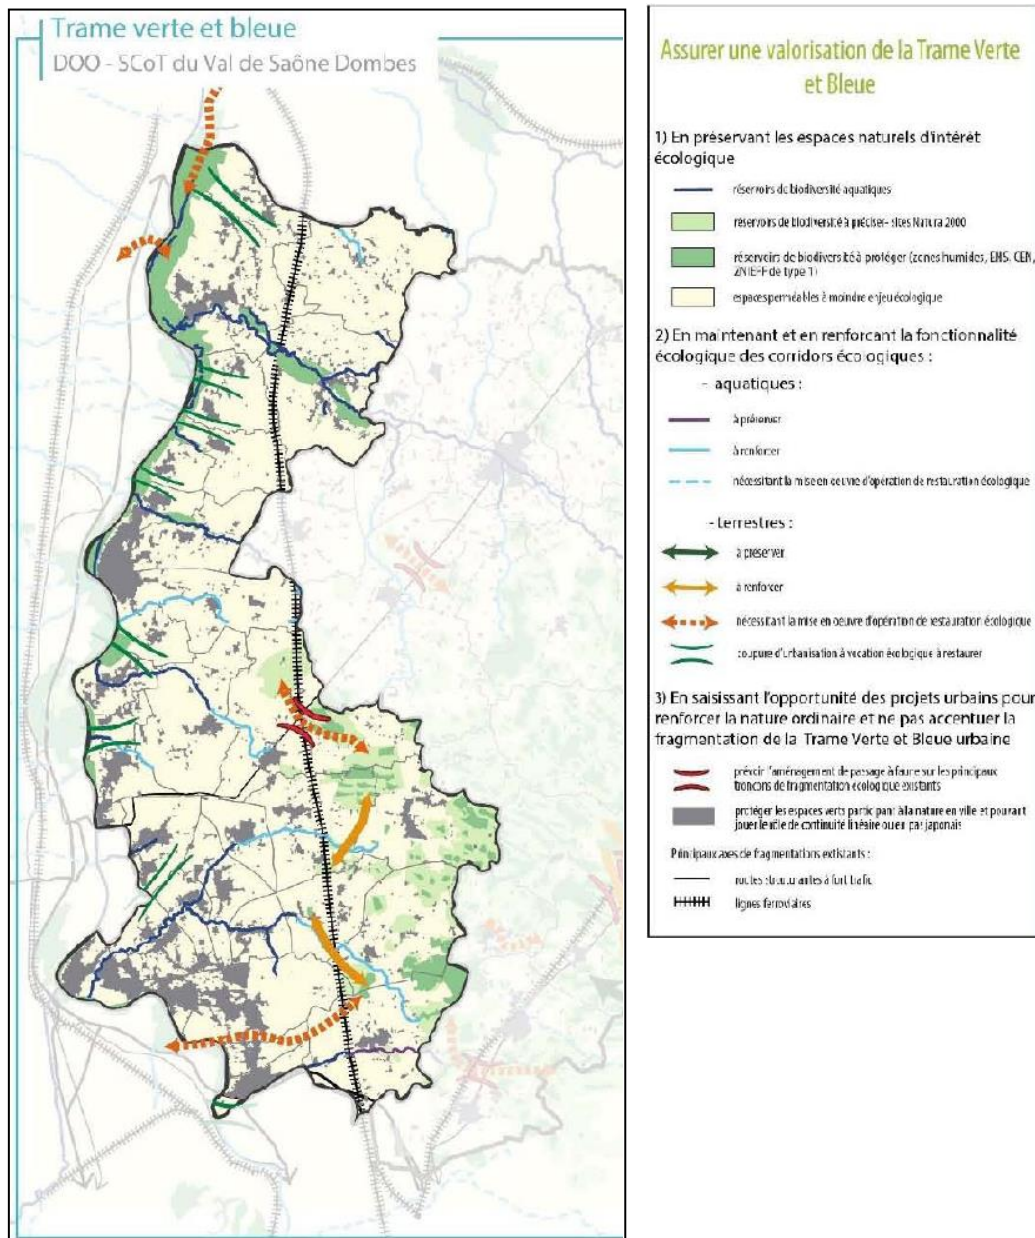 Trame verte et bleue
DOO - SCoT du Val de Saône Dombes
Assurer une valorisation de la Trame Verte
et Bleue
1) En préservant les espaces naturels d'intérêt
écologique
réservoirs de biodiversité aquatiques
réservoirs de biodiversité à préciser- sites Natura 2000
réservoirs de biodiversité à protéger (zones humides, ENS, CEN,
ZNIEFF de type 1)
espaces perméables à moindre enjeu écologique
2) En maintenant et en renforcant la fonctionnalité
écologique des corridors écologiques :
- aquatiques :
à préserver
à renforcer
nécessitant la mise en oeuvre d'opération de restauration écologique
- terrestres :
à préserver
à renforcer
nécessitant la mise en oeuvre d'opération de restauration écologique
coupure d'urbanisation à vocation écologique à restaurer
3) En saisissant l'opportunité des projets urbains pour
renforcer la nature ordinaire et ne pas accentuer la
fragmentation de la Trame Verte et Bleue urbaine
prévoir l'aménagement de passage à faune sur les principaux
troncons de fragmentation écologique existants
protéger les espaces verts participant à la nature en ville et pouvant
jouer le rôle de continuité linéaire ou en pas japonais
Principaux axes de fragmentations extistants :
routes structurantes à fort trafic
lignes ferroviaires